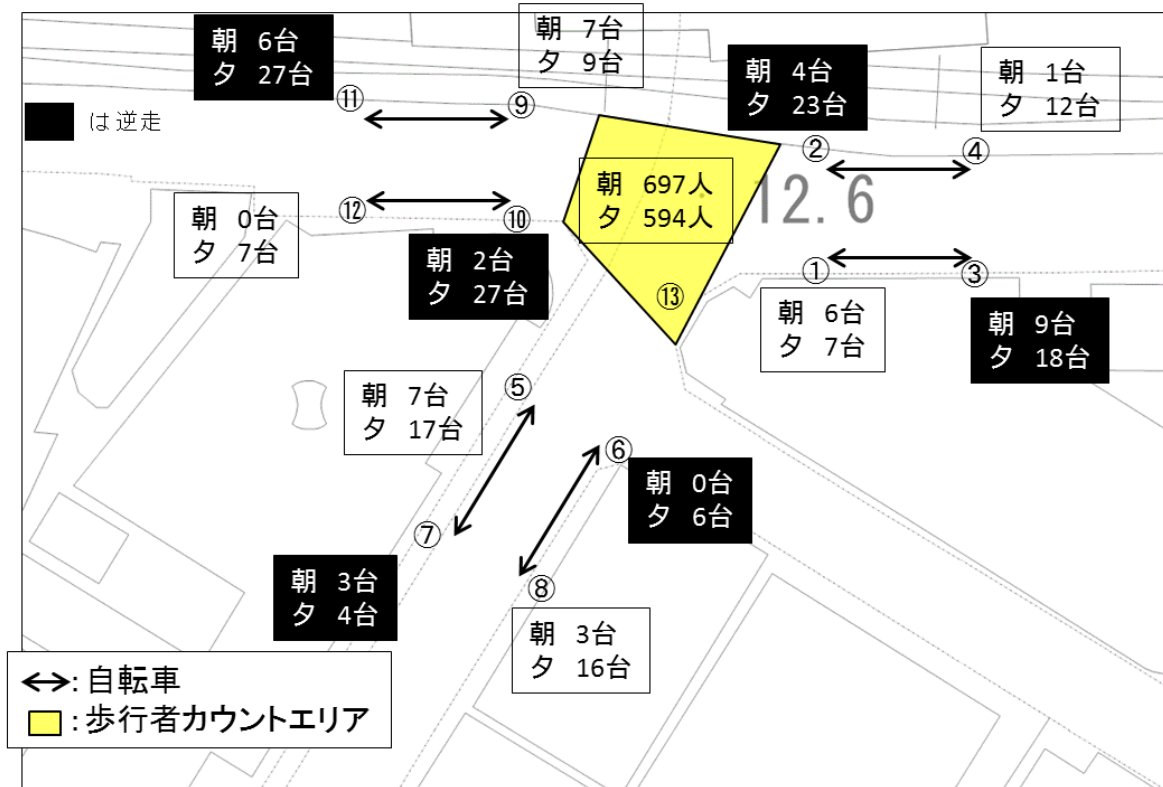 朝 6台
夕 27台
朝 7台
夕 9台
朝 4台
夕 23台
朝 1台
夕 12台
⑪
⑨
は逆走
②
④
朝 697人
夕 594人
12.6
朝 0台
夕 7台
⑫
⑩
朝 2台
夕 27台
①
③
⑬
朝 6台
夕 7台
朝 9台
夕 18台
朝 7台
夕 17台
⑤
⑥
朝 0台
夕 6台
⑦
⑧
朝 3台
夕 4台
朝 3台
夕 16台
⟷:自転車
:歩行者カウントエリア